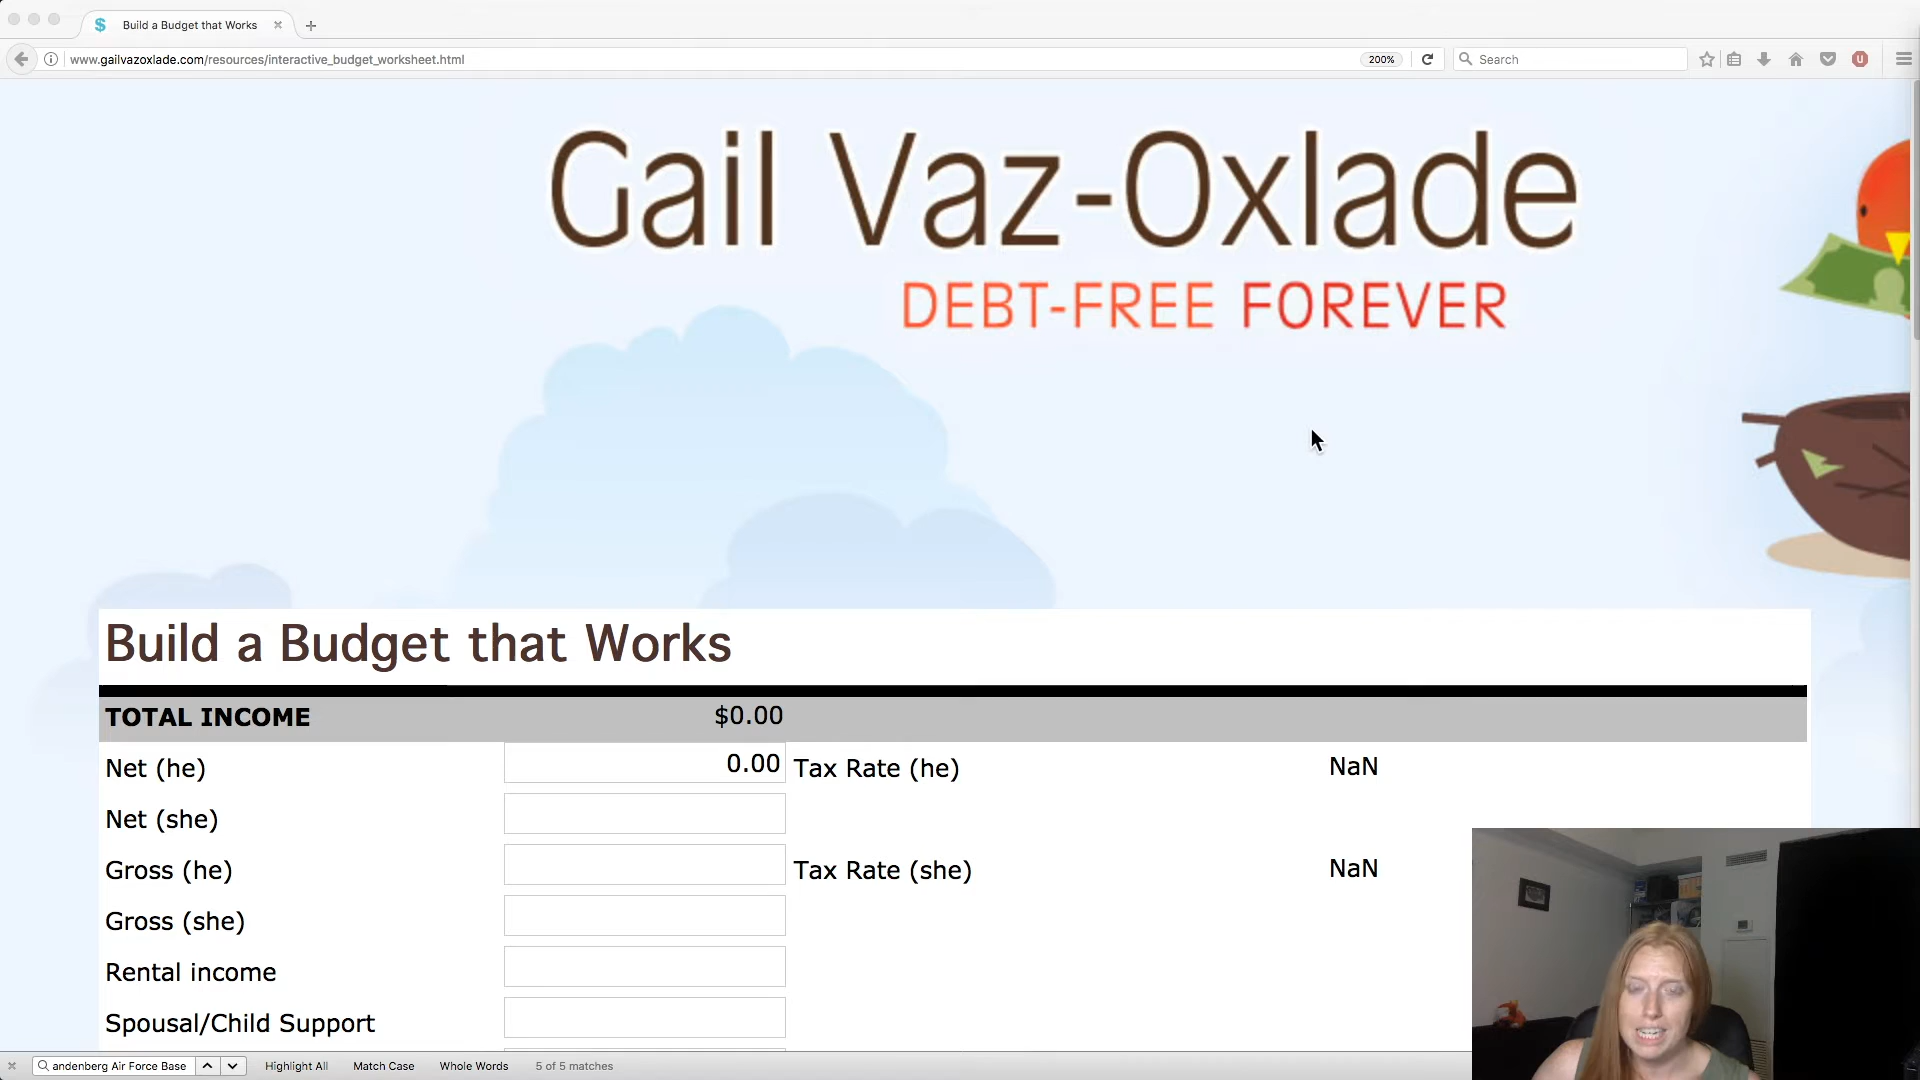 Build a Budget that Works
www.gailvazoxlade.com/resources/interactive_budget_worksheet.html
200%
Search
Gail Vaz-Oxlade
DEBT-FREE FOREVER
Build a Budget that Works
TOTAL INCOME $0.00
Net (he) 0.00 Tax Rate (he) NaN
Net (she)
Gross (he) Tax Rate (she) NaN
Gross (she)
Rental income
Spousal/Child Support
andenberg Air Force Base Highlight All Match Case Whole Words 5 of 5 matches